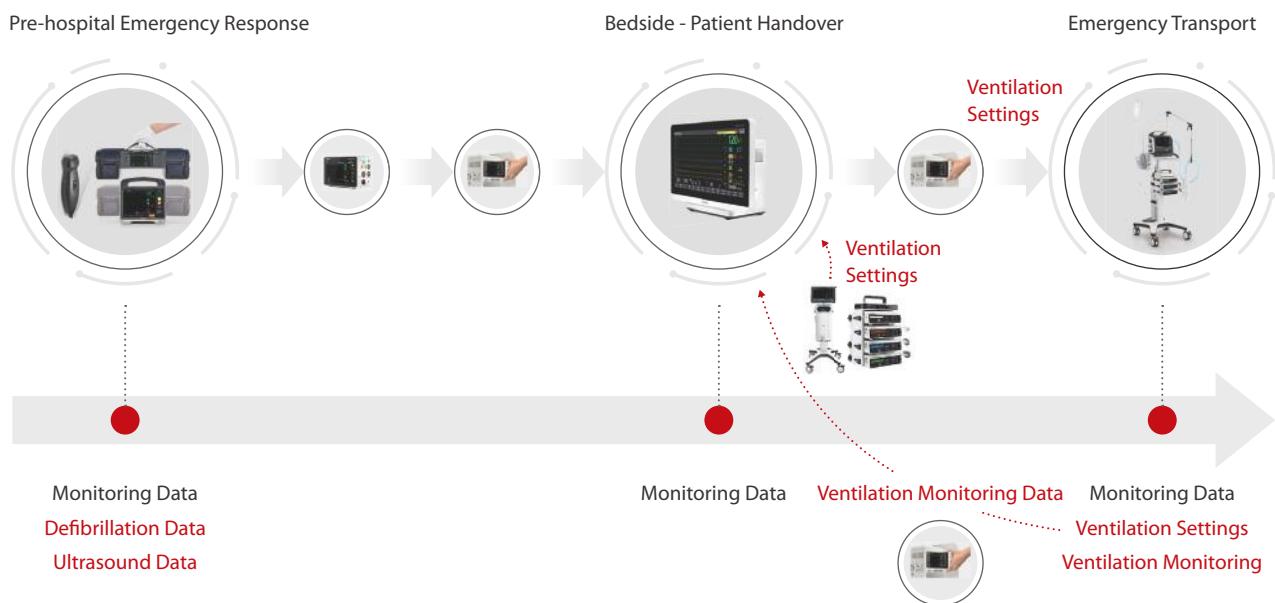 Pre-hospital Emergency Response
Bedside - Patient Handover
Emergency Transport
Ventilation
Settings
Ventilation
Settings
Monitoring Data
Defibrillation Data
Ultrasound Data
Monitoring Data
Ventilation Monitoring Data
Monitoring Data
Ventilation Settings
Ventilation Monitoring